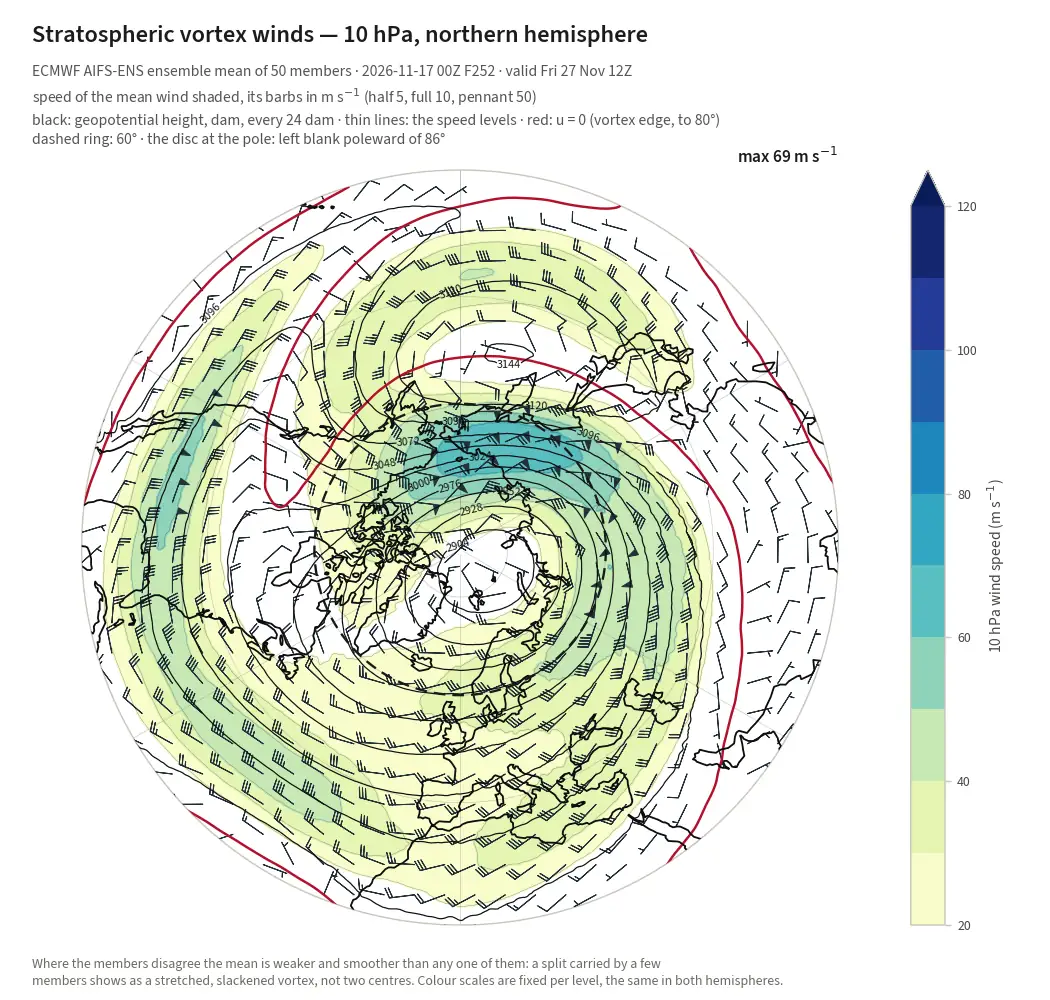 Stratospheric vortex winds — 10 hPa, northern hemisphere
ECMWF AIFS-ENS ensemble mean of 50 members · 2026-11-17 00Z F252 · valid Fri 27 Nov 12Z
speed of the mean wind shaded, its barbs in m s⁻¹ (half 5, full 10, pennant 50)
black: geopotential height, dam, every 24 dam · thin lines: the speed levels · red: u = 0 (vortex edge, to 80°)
dashed ring: 60° · the disc at the pole: left blank poleward of 86°
max 69 m s⁻¹
120
100
80
60
40
20
10 hPa wind speed (m s⁻¹)
3096
3144
3120
3096
3072
3048
3000
2976
2928
2904
Where the members disagree the mean is weaker and smoother than any one of them: a split carried by a few
members shows as a stretched, slackened vortex, not two centres. Colour scales are fixed per level, the same in both hemispheres.